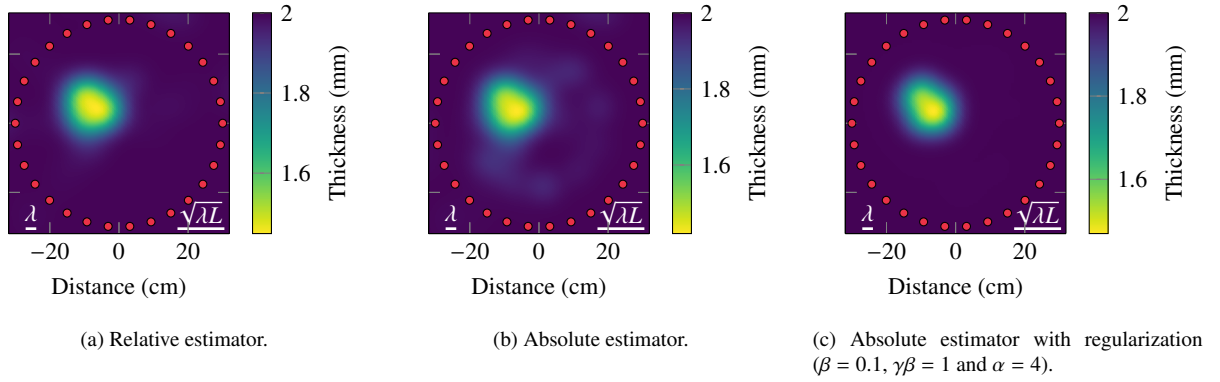 2
1.8
1.6
Thickness (mm)
λ
√λL
−20 0 20
Distance (cm)
(a) Relative estimator.
2
1.8
1.6
Thickness (mm)
λ
√λL
−20 0 20
Distance (cm)
(b) Absolute estimator.
2
1.8
1.6
Thickness (mm)
λ
√λL
−20 0 20
Distance (cm)
(c) Absolute estimator with regularization
(β = 0.1, γβ = 1 and α = 4).